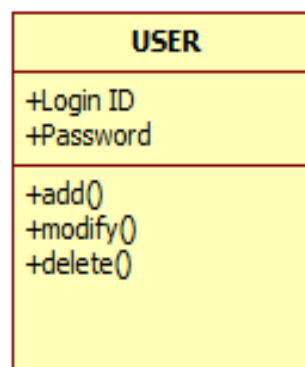 USER
+Login ID
+Password
+add()
+modify()
+delete()